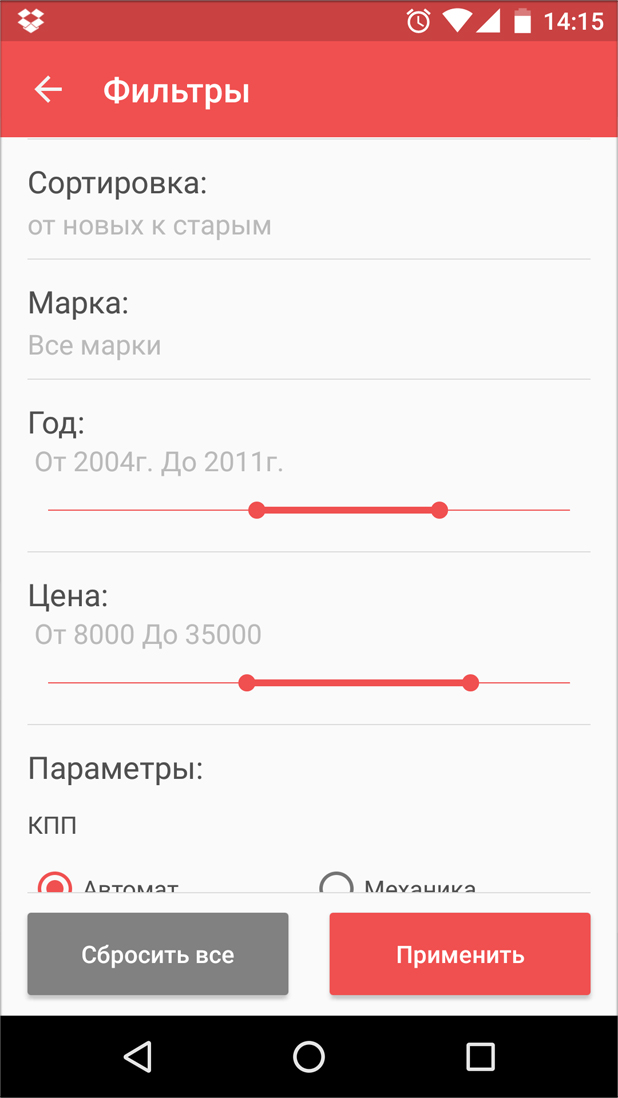 14:15
Фильтры
Сортировка:
от новых к старым
Марка:
Все марки
Год:
От 2004г. До 2011г.
Цена:
От 8000 До 35000
Параметры:
КПП
Автомат Механика
Сбросить все Применить